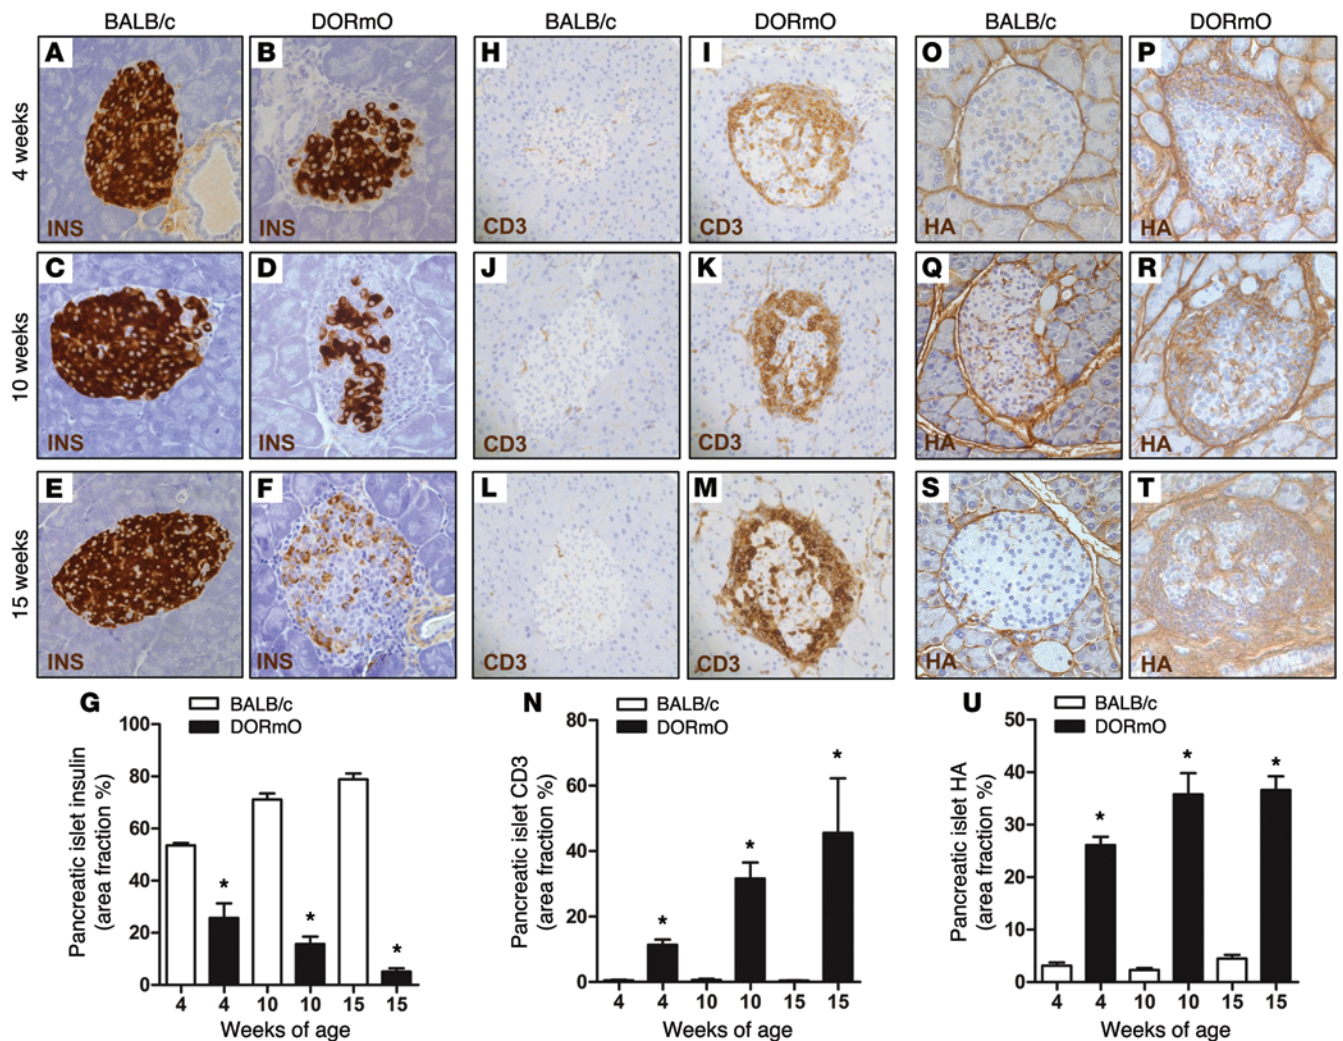 BALB/c DORmO BALB/c DORmO BALB/c DORmO
4 weeks
A INS B INS H CD3 I CD3 O HA P HA
10 weeks
C INS D INS J CD3 K CD3 Q HA R HA
15 weeks
E INS F INS L CD3 M CD3 S HA T HA
G
BALB/c
DORmO
Pancreatic islet insulin
(area fraction %)
100
80
60
40
20
0
* * *
4 4 10 10 15 15
Weeks of age
N
BALB/c
DORmO
Pancreatic islet CD3
(area fraction %)
80
60
40
20
0
* * *
4 4 10 10 15 15
Weeks of age
U
BALB/c
DORmO
Pancreatic islet HA
(area fraction %)
50
40
30
20
10
0
* * *
4 4 10 10 15 15
Weeks of age